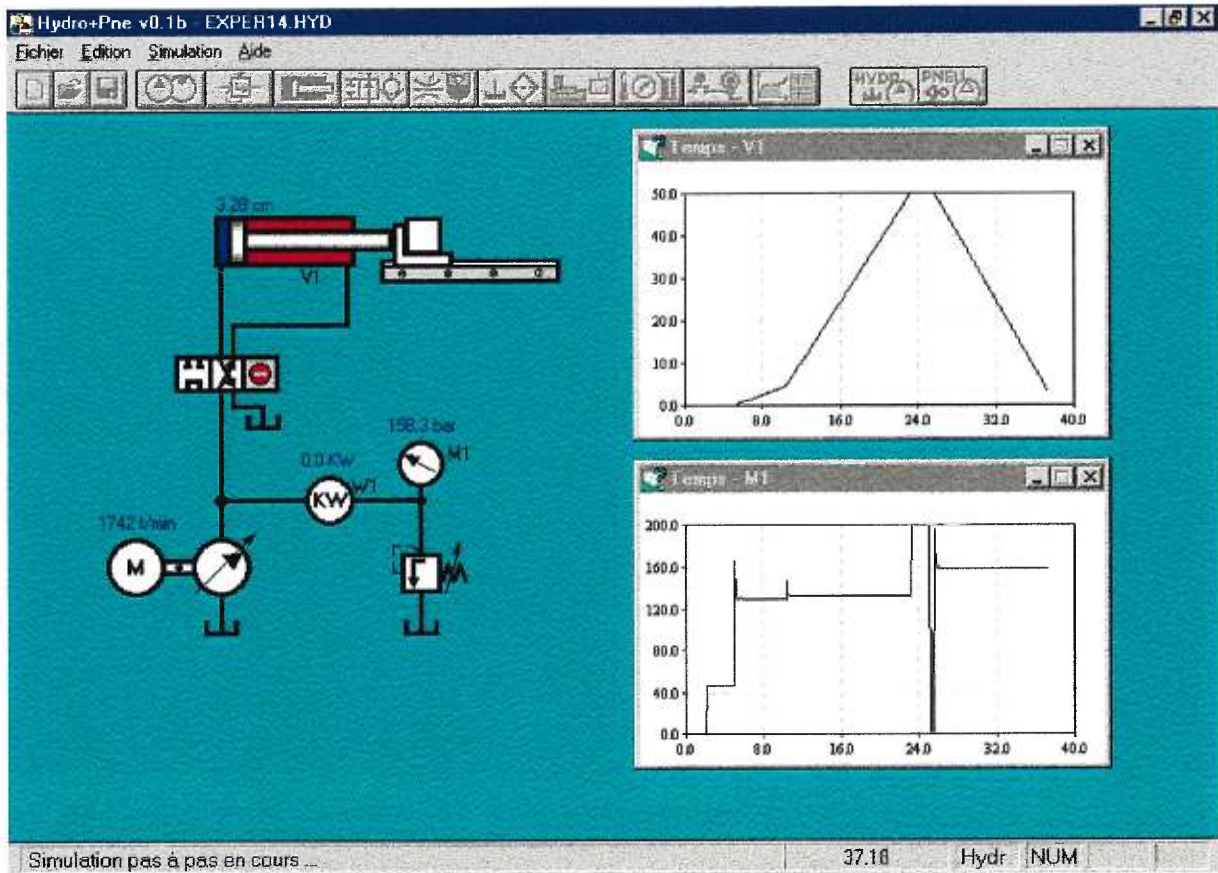 Hydro+Pne v0.1b - EXPER14.HYD
Fichier Edition Simulation Aide
HYDR PNEU
3.28 cm
V1
158.3 bar
M1
0.0 KW
W1
KW
1742 t/min
M
Temps - V1
50.0
40.0
30.0
20.0
10.0
0.0
0.0 8.0 16.0 24.0 32.0 40.0
Temps - M1
200.0
160.0
120.0
80.0
40.0
0.0
0.0 8.0 16.0 24.0 32.0 40.0
Simulation pas à pas en cours ... 37.18 Hydr NUM